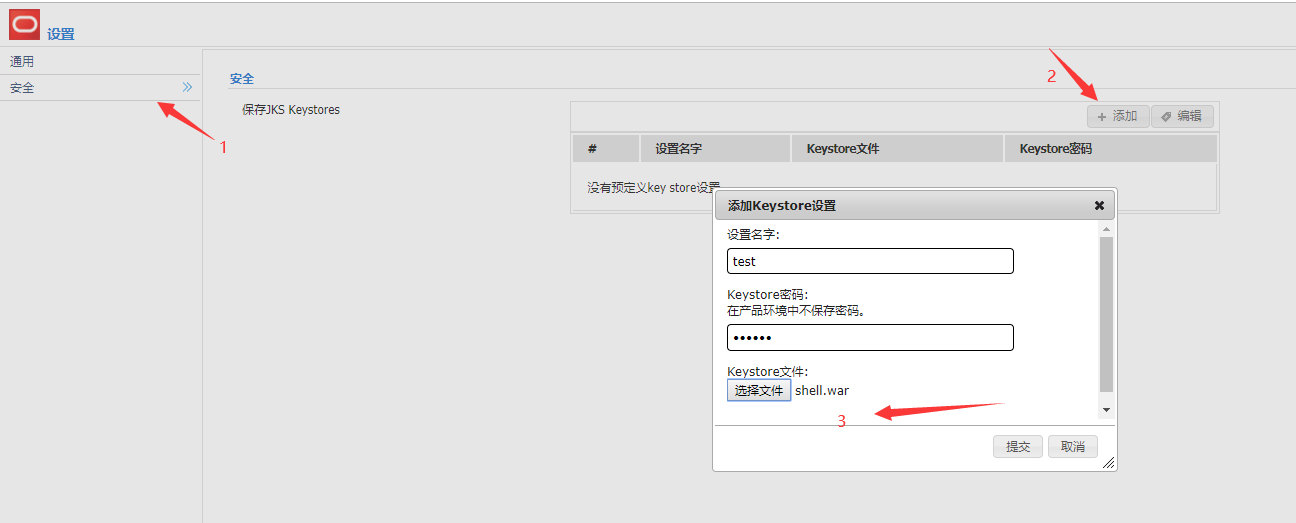 设置
通用
安全
1
安全
保存JKS Keystores
2
+ 添加
编辑
# 设置名字 Keystore文件 Keystore密码
没有预定义key store设置
添加Keystore设置
设置名字:
test
Keystore密码:
在产品环境中不保存密码。
••••••
Keystore文件:
选择文件 shell.war
3
提交 取消